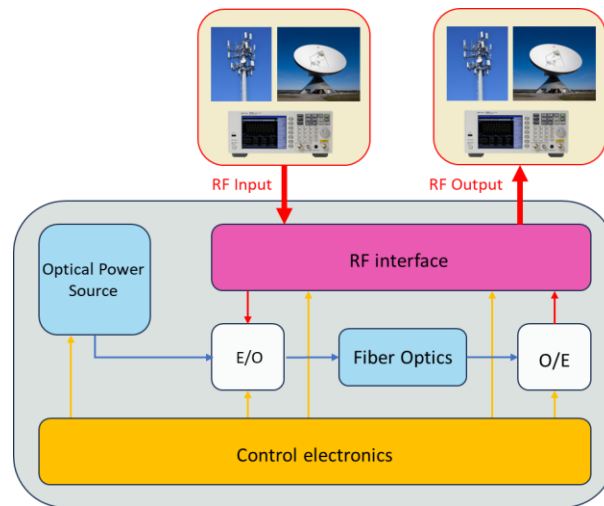 RF Input
RF Output
RF interface
Optical Power
Source
E/O
Fiber Optics
O/E
Control electronics